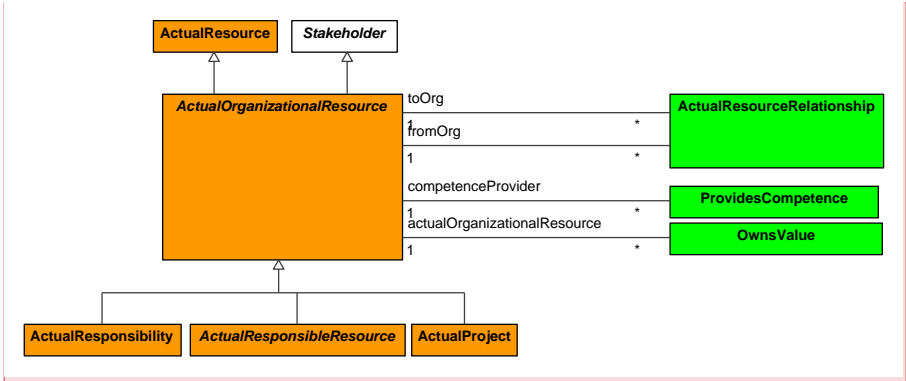 ActualResource
Stakeholder
ActualOrganizationalResource
toOrg
1
*
ActualResourceRelationship
fromOrg
1
*
competenceProvider
1
*
ProvidesCompetence
actualOrganizationalResource
1
*
OwnsValue
ActualResponsibility
ActualResponsibleResource
ActualProject